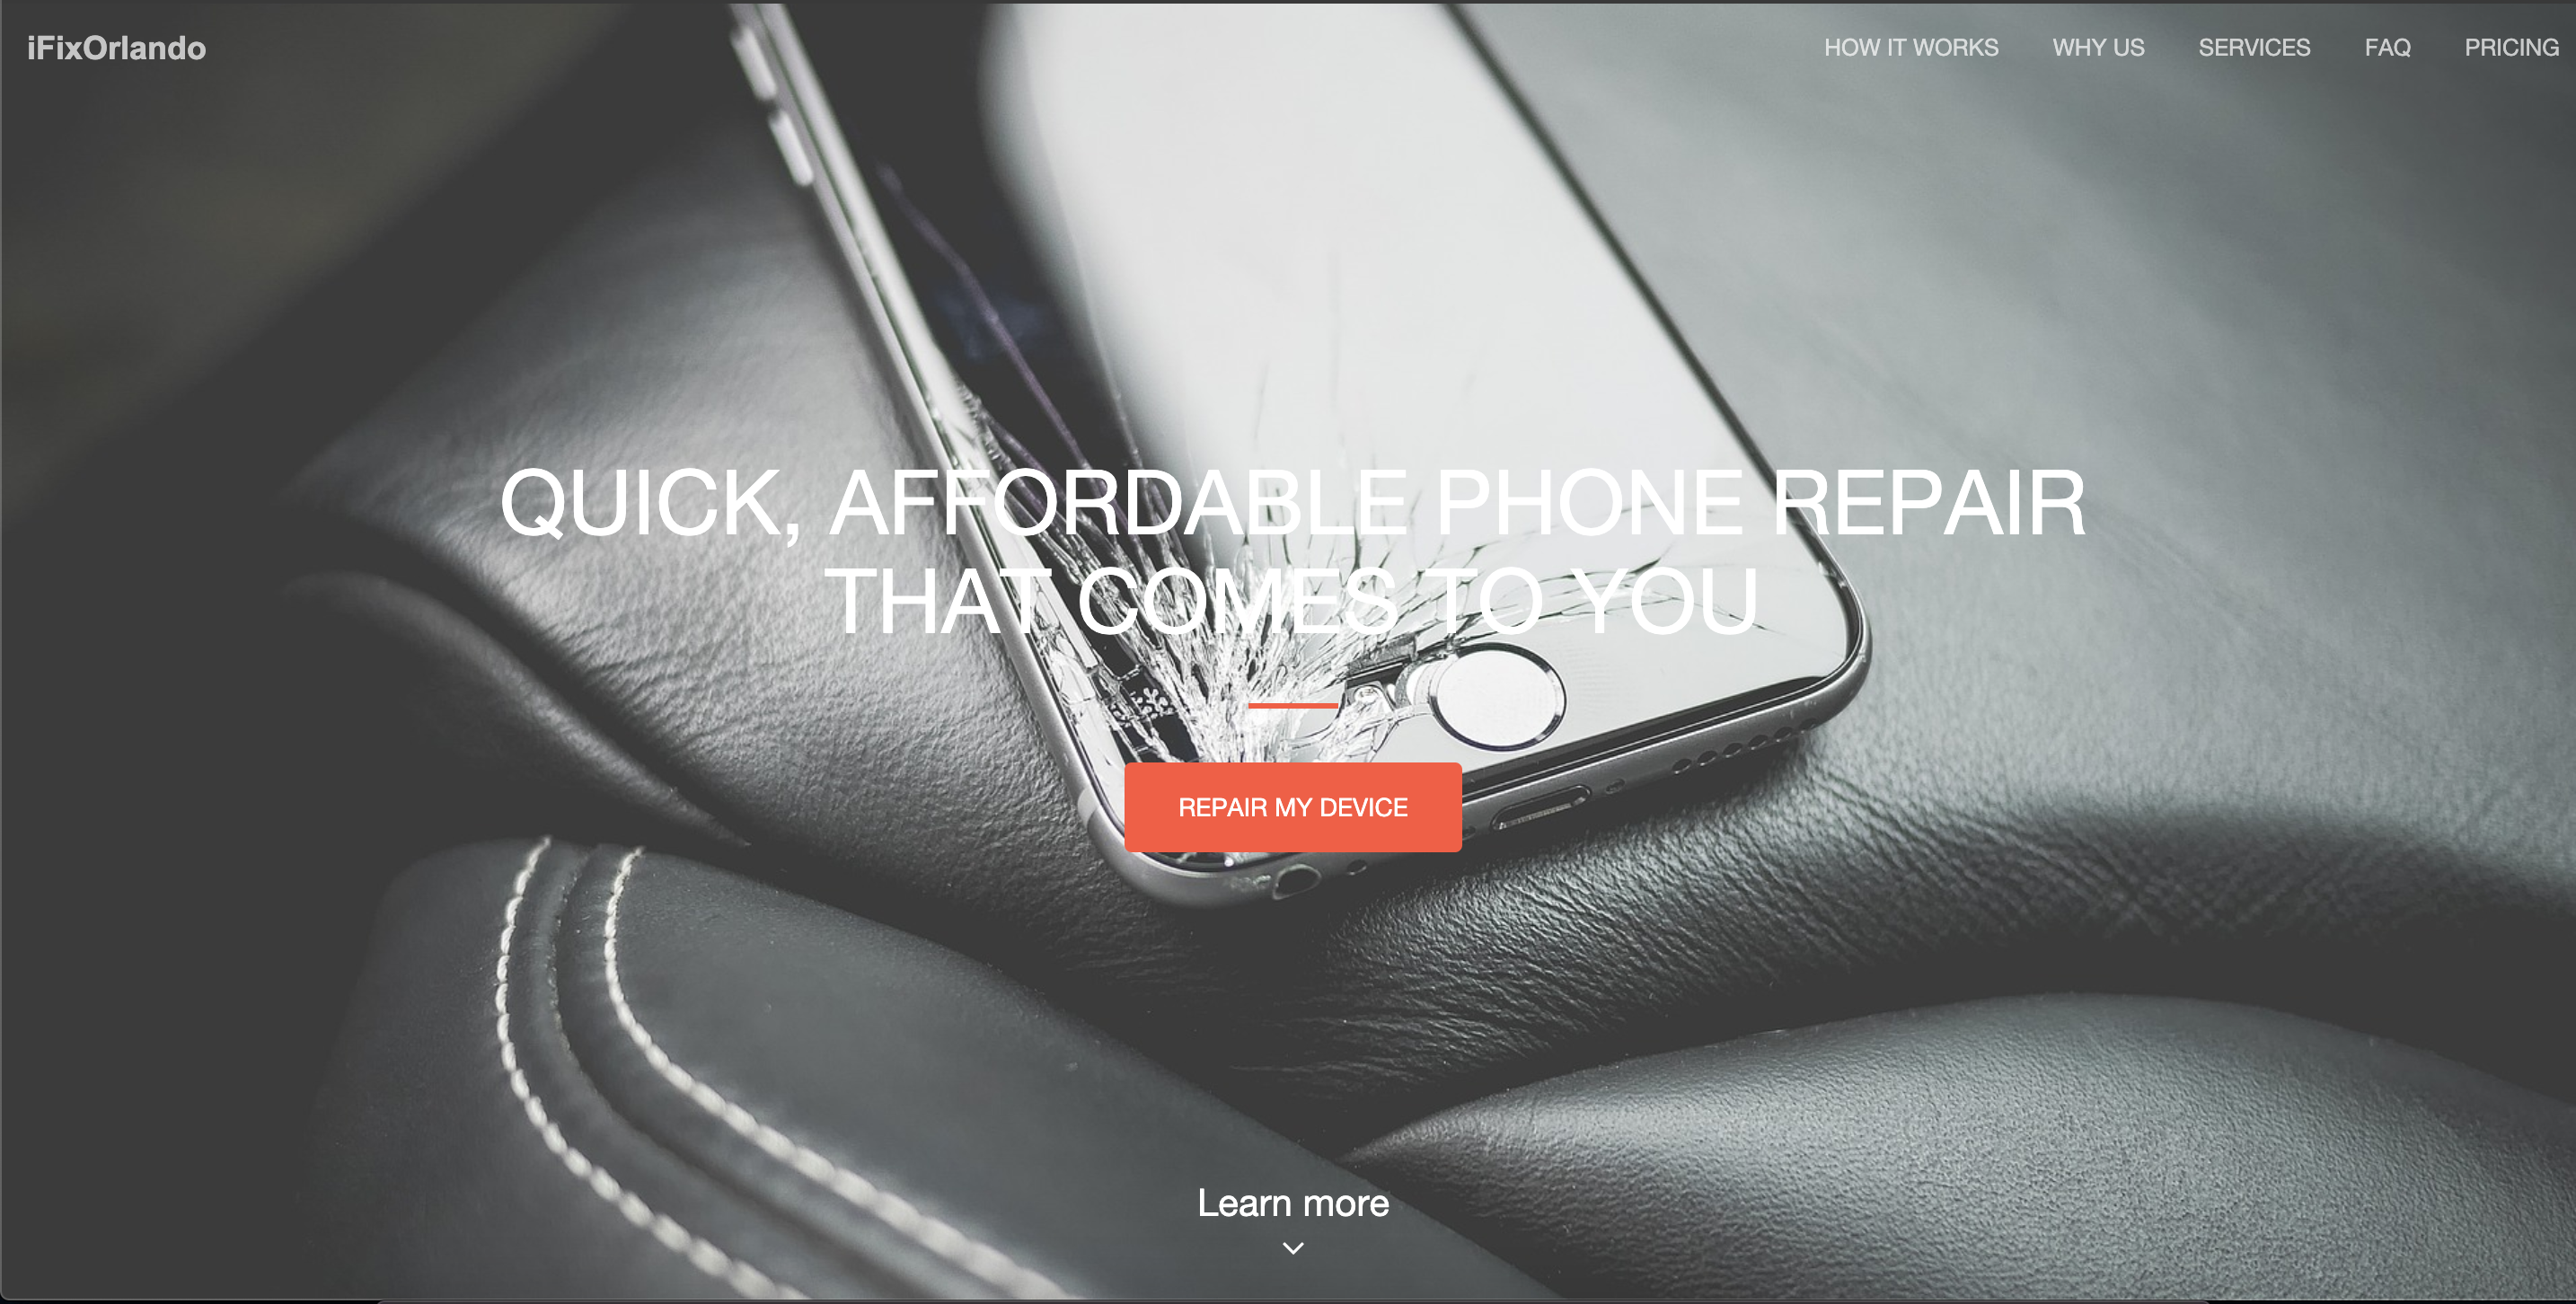 iFixOrlando
HOW IT WORKS WHY US SERVICES FAQ PRICING
QUICK, AFFORDABLE PHONE REPAIR
THAT COMES TO YOU
REPAIR MY DEVICE
Learn more